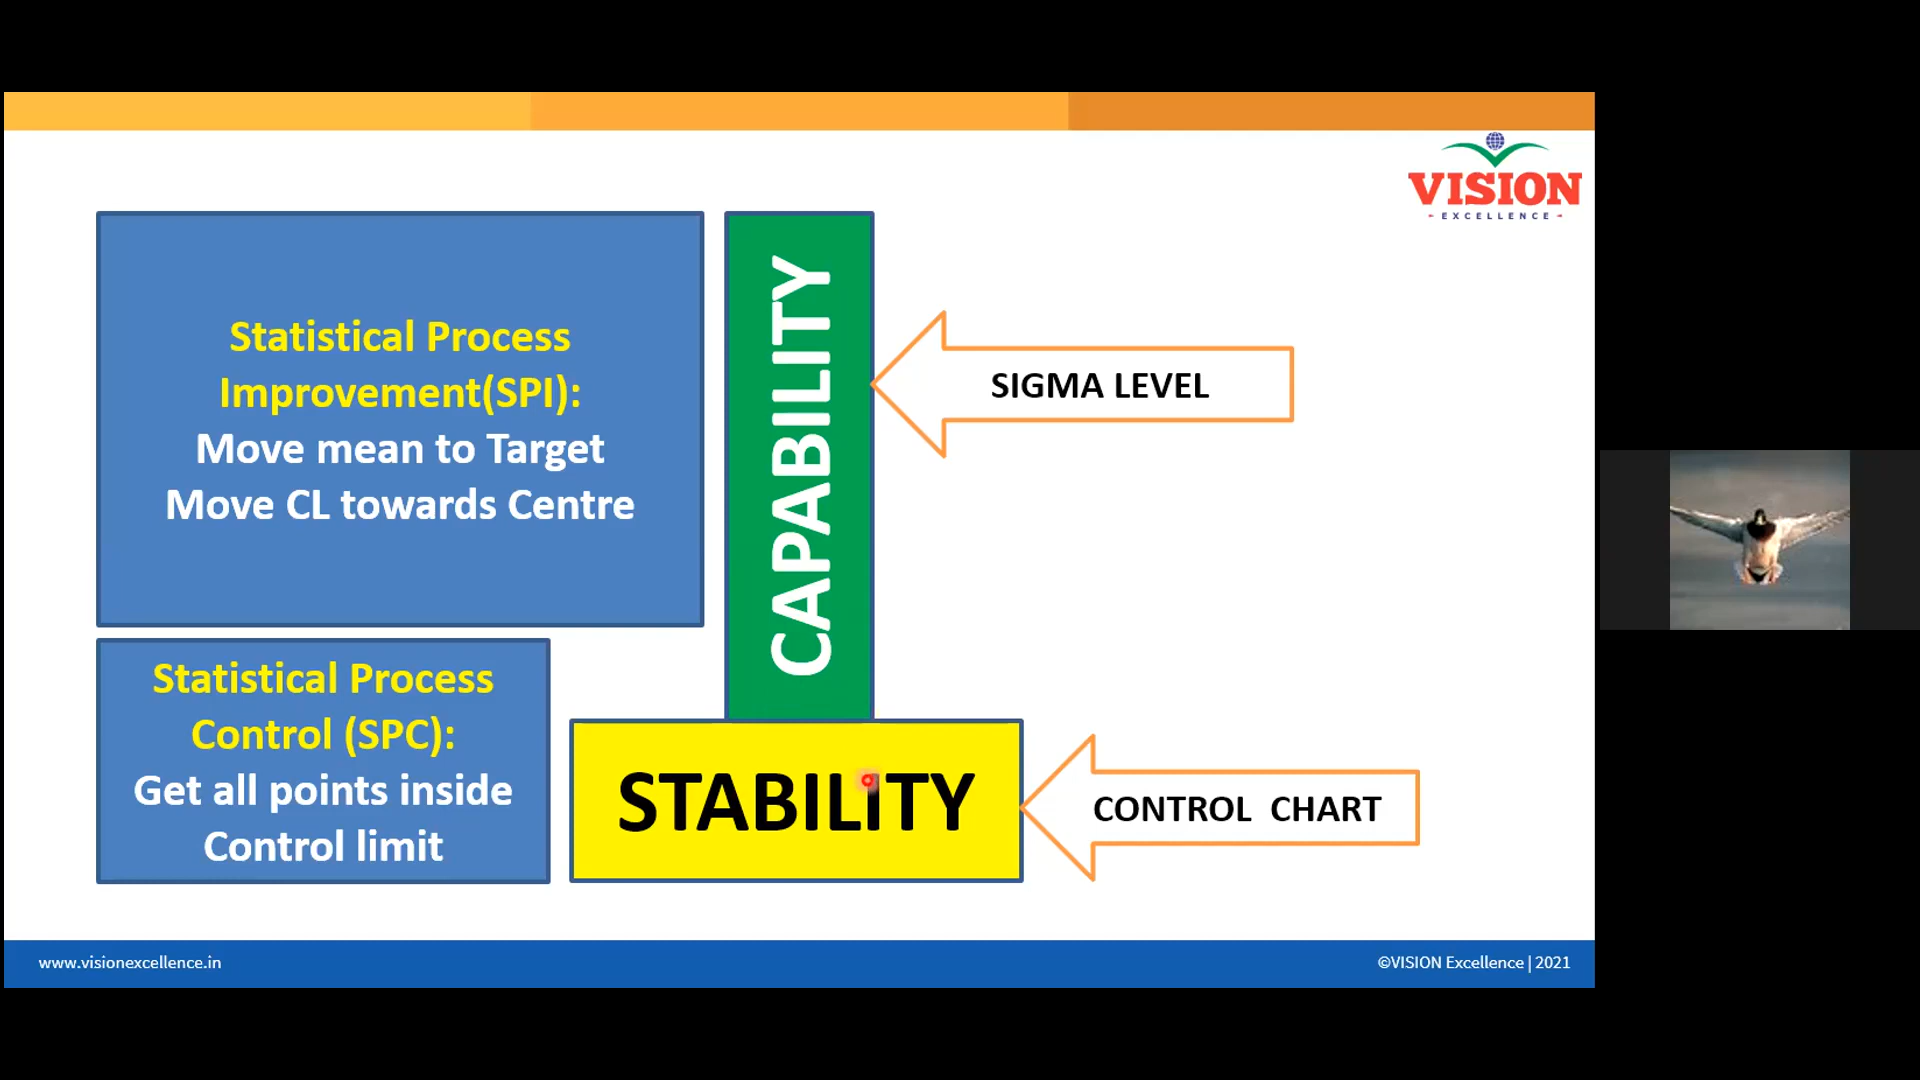 VISION
EXCELLENCE
Statistical Process
Improvement(SPI):
Move mean to Target
Move CL towards Centre
CAPABILITY
SIGMA LEVEL
Statistical Process
Control (SPC):
Get all points inside
Control limit
STABILITY
CONTROL CHART
www.visionexcellence.in
©VISION Excellence | 2021